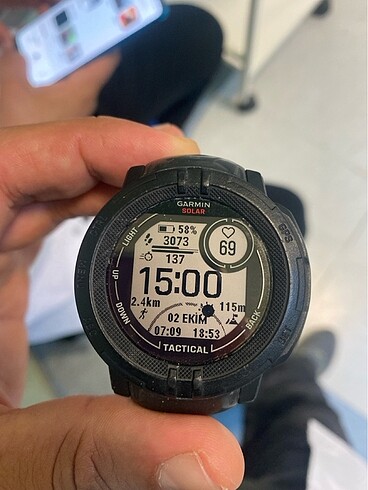 GARMIN
SOLAR
LIGHT
GPS
58%
3073
69
137
UP
15:00
2.4km
115m
DOWN
02 EKİM
BACK
SET
07:09 18:53
TACTICAL